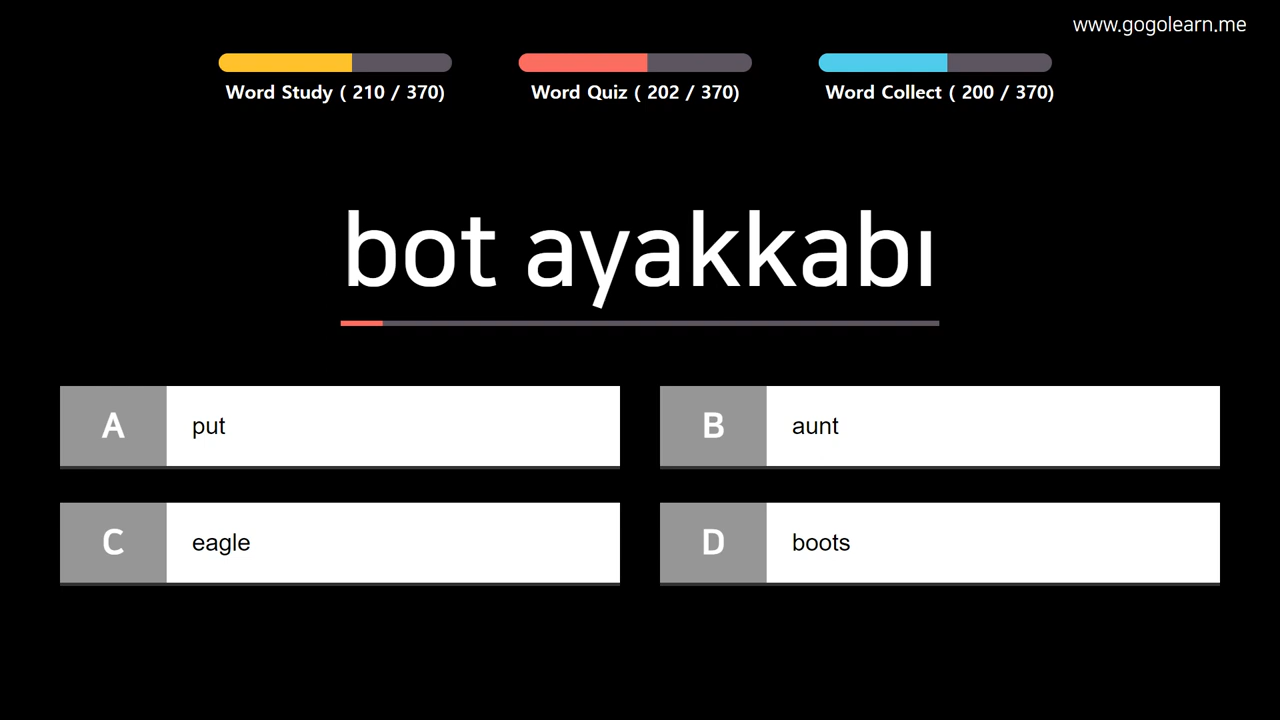 www.gogolearn.me
Word Study ( 210 / 370)
Word Quiz ( 202 / 370)
Word Collect ( 200 / 370)
bot ayakkabı
A put
B aunt
C eagle
D boots